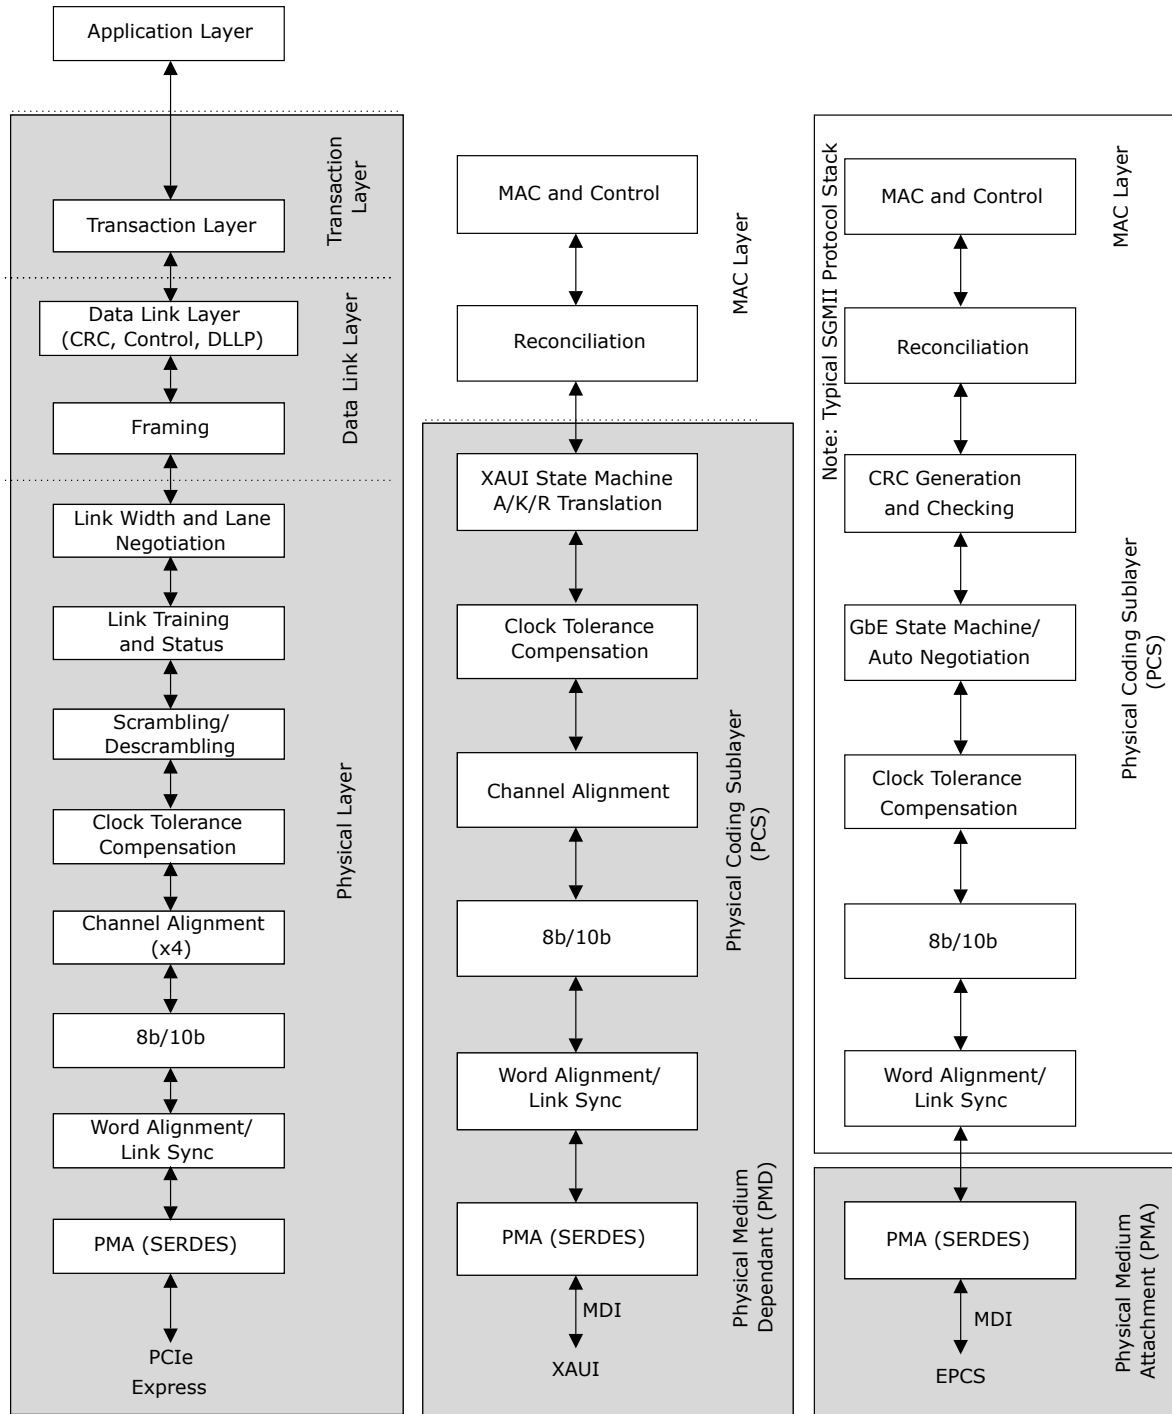 Application Layer
Transaction
Layer
Transaction Layer
Data Link Layer
Data Link Layer
(CRC, Control, DLLP)
Framing
Physical Layer
Link Width and Lane
Negotiation
Link Training
and Status
Scrambling/
Descrambling
Clock Tolerance
Compensation
Channel Alignment
(x4)
8b/10b
Word Alignment/
Link Sync
PMA (SERDES)
PCIe
Express
MAC Layer
MAC and Control
Reconciliation
Physical Coding Sublayer
(PCS)
XAUI State Machine
A/K/R Translation
Clock Tolerance
Compensation
Channel Alignment
8b/10b
Word Alignment/
Link Sync
Physical Medium
Dependant (PMD)
PMA (SERDES)
MDI
XAUI
Note: Typical SGMII Protocol Stack
MAC Layer
MAC and Control
Reconciliation
Physical Coding Sublayer
(PCS)
CRC Generation
and Checking
GbE State Machine/
Auto Negotiation
Clock Tolerance
Compensation
8b/10b
Word Alignment/
Link Sync
Physical Medium
Attachment (PMA)
PMA (SERDES)
MDI
EPCS